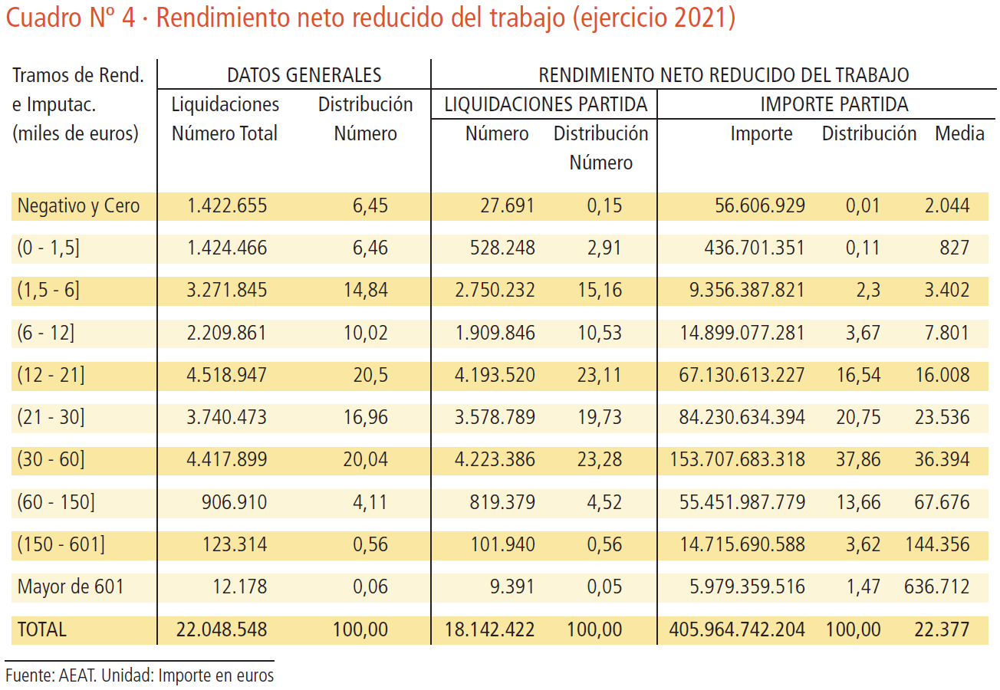 Cuadro Nº 4 · Rendimiento neto reducido del trabajo (ejercicio 2021)
Tramos de Rend. DATOS GENERALES RENDIMIENTO NETO REDUCIDO DEL TRABAJO
e Imputac. Liquidaciones Distribución LIQUIDACIONES PARTIDA IMPORTE PARTIDA
(miles de euros) Número Total Número Número Distribución Importe Distribución Media
Número
Negativo y Cero 1.422.655 6,45 27.691 0,15 56.606.929 0,01 2.044
(0 - 1,5] 1.424.466 6,46 528.248 2,91 436.701.351 0,11 827
(1,5 - 6] 3.271.845 14,84 2.750.232 15,16 9.356.387.821 2,3 3.402
(6 - 12] 2.209.861 10,02 1.909.846 10,53 14.899.077.281 3,67 7.801
(12 - 21] 4.518.947 20,5 4.193.520 23,11 67.130.613.227 16,54 16.008
(21 - 30] 3.740.473 16,96 3.578.789 19,73 84.230.634.394 20,75 23.536
(30 - 60] 4.417.899 20,04 4.223.386 23,28 153.707.683.318 37,86 36.394
(60 - 150] 906.910 4,11 819.379 4,52 55.451.987.779 13,66 67.676
(150 - 601] 123.314 0,56 101.940 0,56 14.715.690.588 3,62 144.356
Mayor de 601 12.178 0,06 9.391 0,05 5.979.359.516 1,47 636.712
TOTAL 22.048.548 100,00 18.142.422 100,00 405.964.742.204 100,00 22.377
Fuente: AEAT. Unidad: Importe en euros